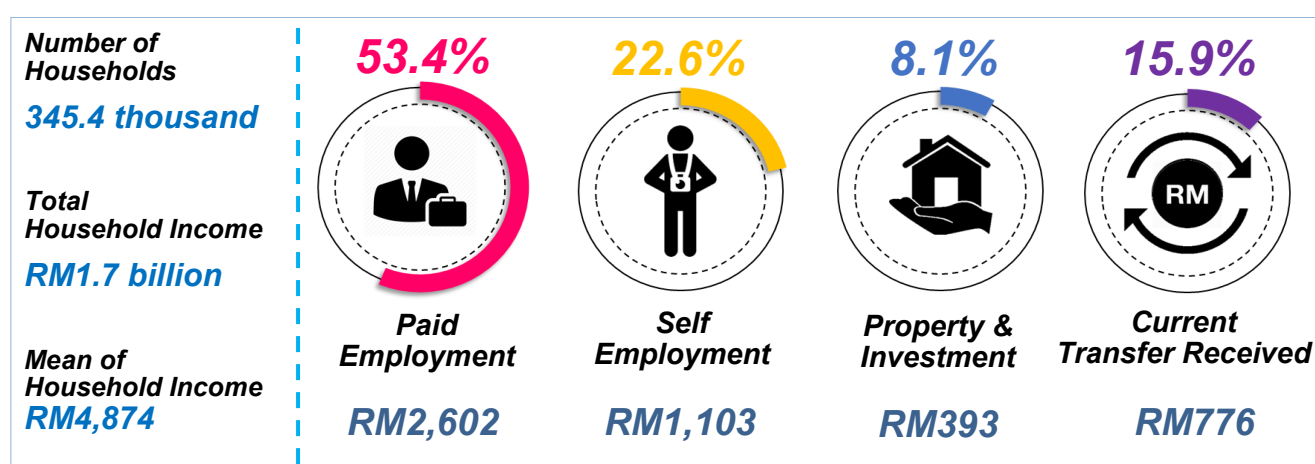 Number of
Households
345.4 thousand
Total
Household Income
RM1.7 billion
Mean of
Household Income
RM4,874
53.4%
Paid
Employment
RM2,602
22.6%
Self
Employment
RM1,103
8.1%
Property &
Investment
RM393
15.9%
RM
Current
Transfer Received
RM776